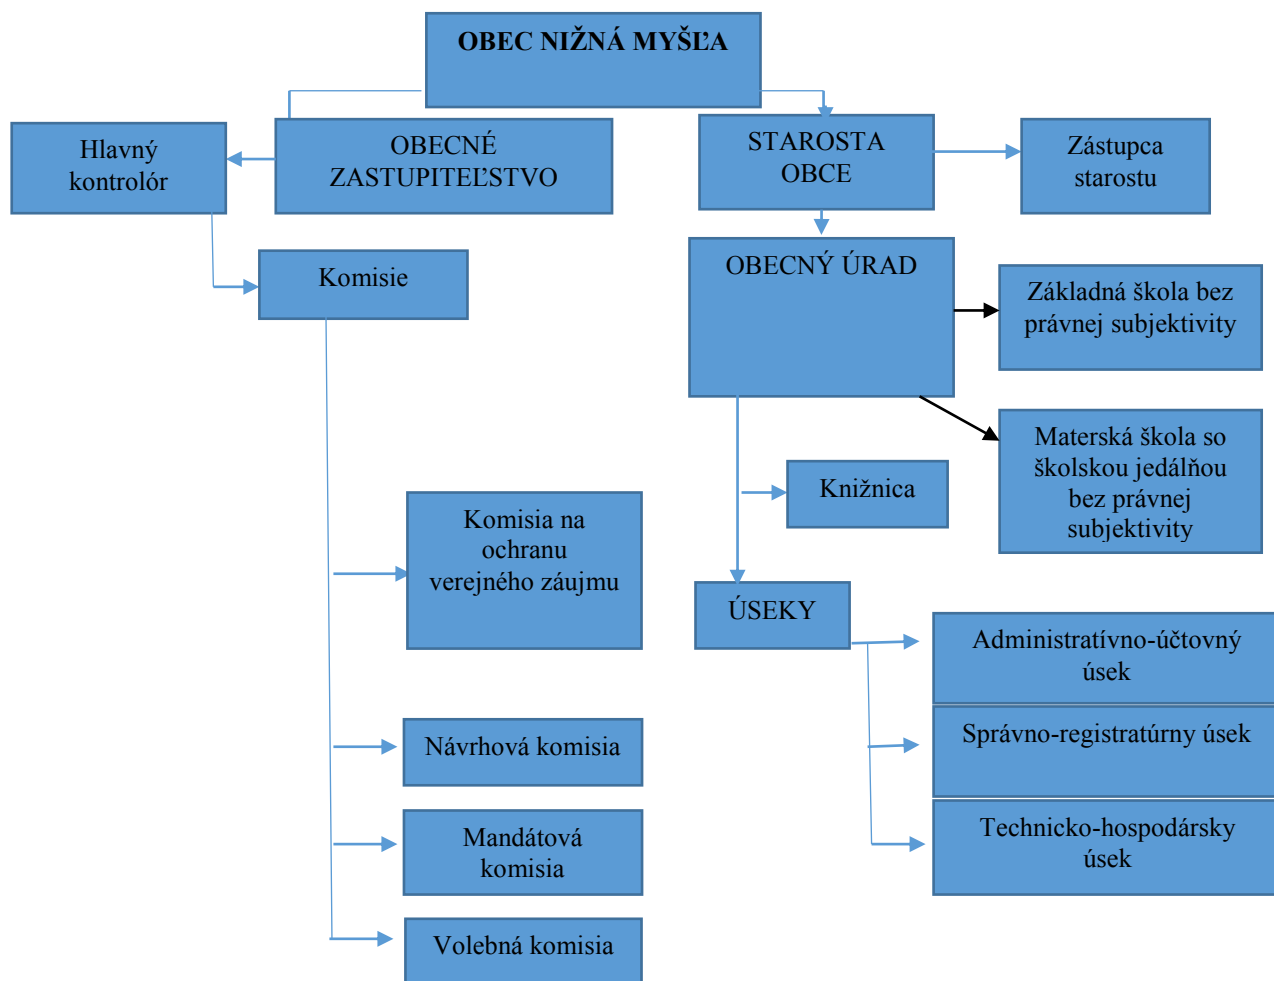 OBEC NIŽNÁ MYŠĽA
Hlavný
kontrolór
OBECNÉ
ZASTUPITEĽSTVO
STAROSTA
OBCE
Zástupca
starostu
Komisie
OBECNÝ ÚRAD
Základná škola bez
právnej subjektivity
Materská škola so
školskou jedálňou
bez právnej
subjektivity
Knižnica
Komisia na
ochranu
verejného záujmu
ÚSEKY
Administratívno-účtovný
úsek
Správno-registratúrny úsek
Technicko-hospodársky
úsek
Návrhová komisia
Mandátová
komisia
Volebná komisia